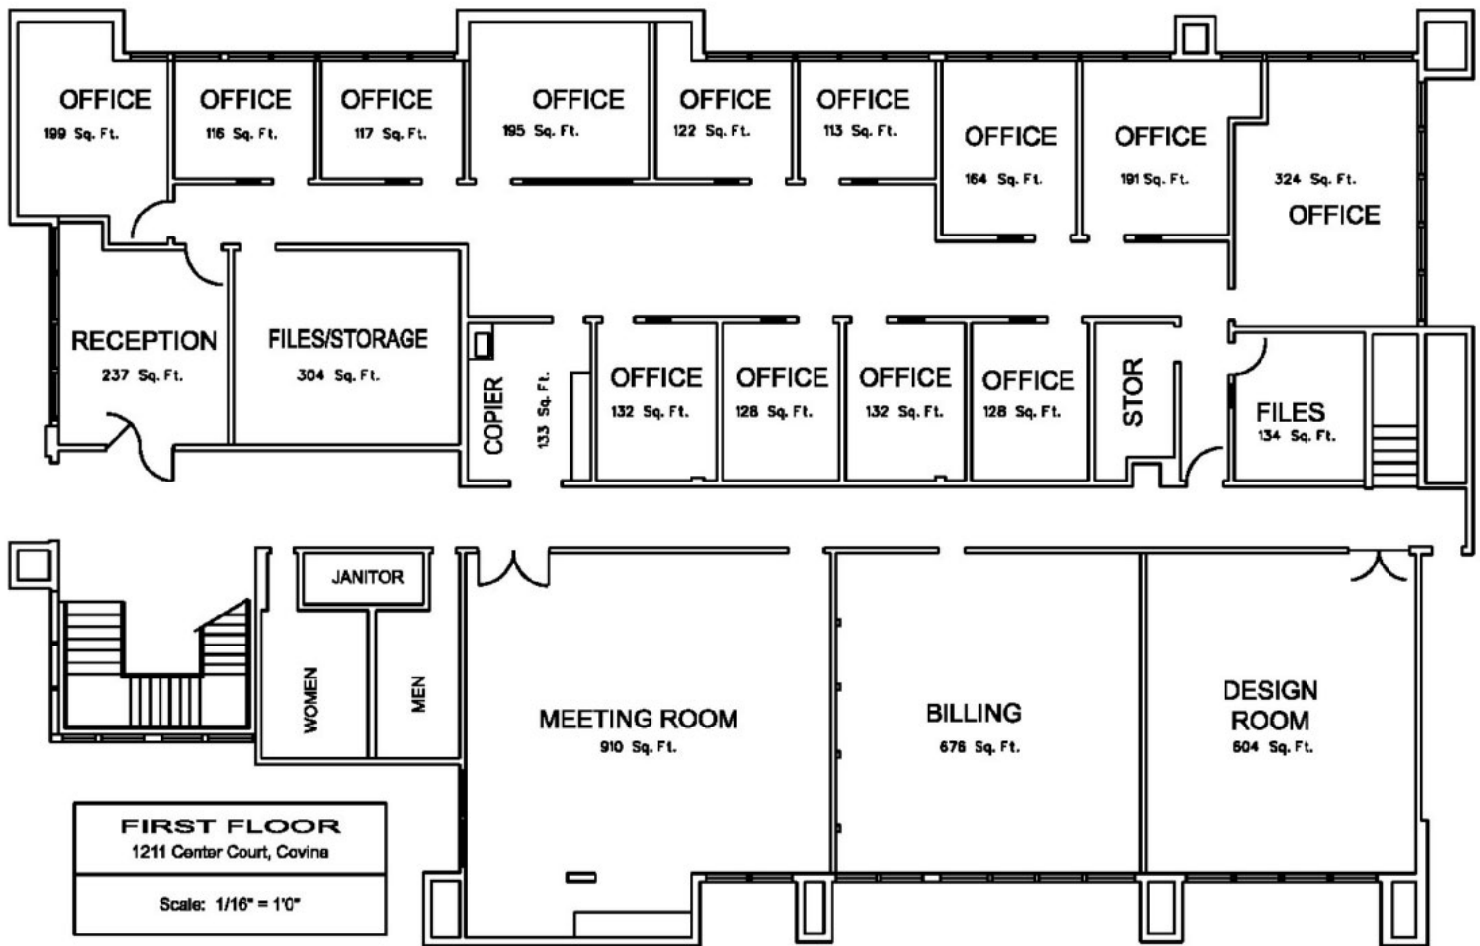 OFFICE
199 Sq. Ft.
OFFICE
116 Sq. Ft.
OFFICE
117 Sq. Ft.
OFFICE
195 Sq. Ft.
OFFICE
122 Sq. Ft.
OFFICE
113 Sq. Ft.
OFFICE
164 Sq. Ft.
OFFICE
191 Sq. Ft.
324 Sq. Ft.
OFFICE
RECEPTION
237 Sq. Ft.
FILES/STORAGE
304 Sq. Ft.
COPIER
133 Sq. Ft.
OFFICE
132 Sq. Ft.
OFFICE
128 Sq. Ft.
OFFICE
132 Sq. Ft.
OFFICE
128 Sq. Ft.
STOR
FILES
134 Sq. Ft.
JANITOR
WOMEN
MEN
MEETING ROOM
910 Sq. Ft.
BILLING
676 Sq. Ft.
DESIGN
ROOM
604 Sq. Ft.
FIRST FLOOR
1211 Center Court, Covina
Scale: 1/16" = 1'0"